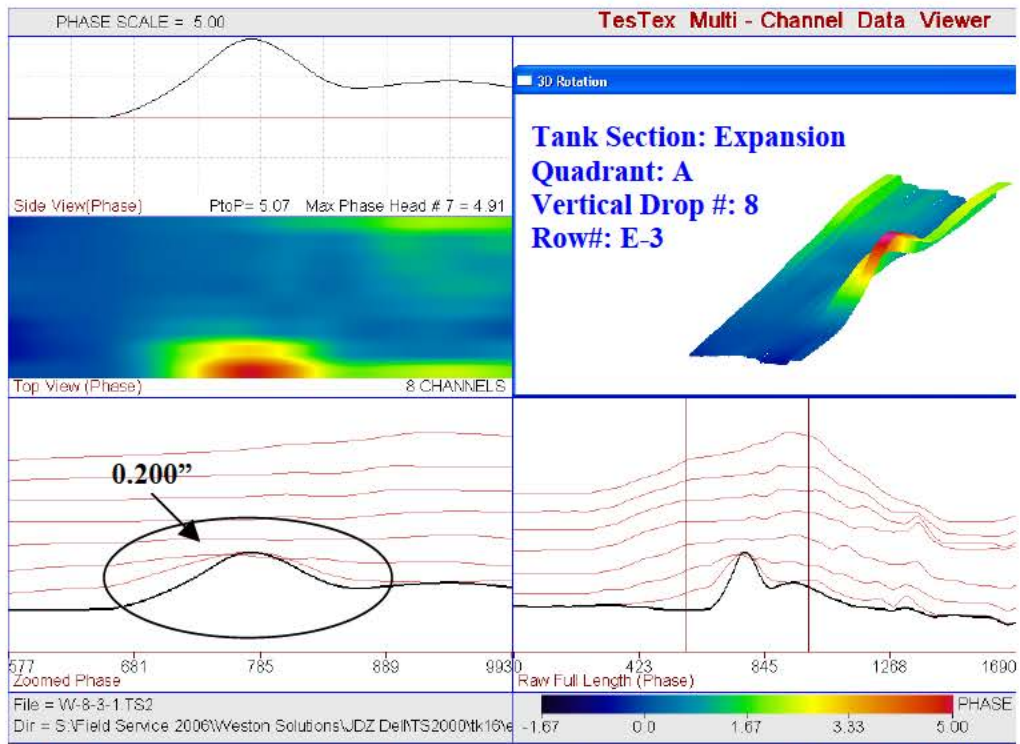 PHASE SCALE = 5.00
TesTex Multi - Channel Data Viewer
3D Rotation
Tank Section: Expansion
Quadrant: A
Vertical Drop #: 8
Row#: E-3
Side View(Phase) PtoP= 5.07 Max Phase Head # 7 = 4.91
Top View (Phase) 8 CHANNELS
0.200”
577 681 785 889 993
Zoomed Phase
0 423 845 1268 1690
Raw Full Length (Phase)
File = W-8-3-1.TS2
Dir = S:\Field Service 2006\Weston Solutions\JDZ Dell\TS2000\tk16\e
PHASE
-1.67 0.0 1.67 3.33 5.00